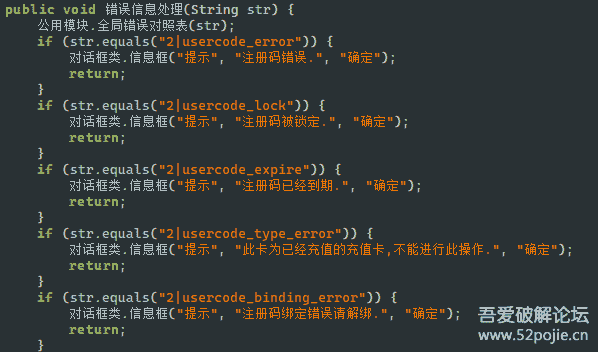 public void 错误信息处理(String str) {
    公用模块.全局错误对照表(str);
    if (str.equals("2|usercode_error")) {
        对话框类.信息框("提示", "注册码错误.", "确定");
        return;
    }
    if (str.equals("2|usercode_lock")) {
        对话框类.信息框("提示", "注册码被锁定.", "确定");
        return;
    }
    if (str.equals("2|usercode_expire")) {
        对话框类.信息框("提示", "注册码已经到期.", "确定");
        return;
    }
    if (str.equals("2|usercode_type_error")) {
        对话框类.信息框("提示", "此卡为已经充值的充值卡,不能进行此操作.", "确定");
        return;
    }
    if (str.equals("2|usercode_binding_error")) {
        对话框类.信息框("提示", "注册码绑定错误请解绑.", "确定");
        return;
    }
吾爱破解论坛
www.52pojie.cn